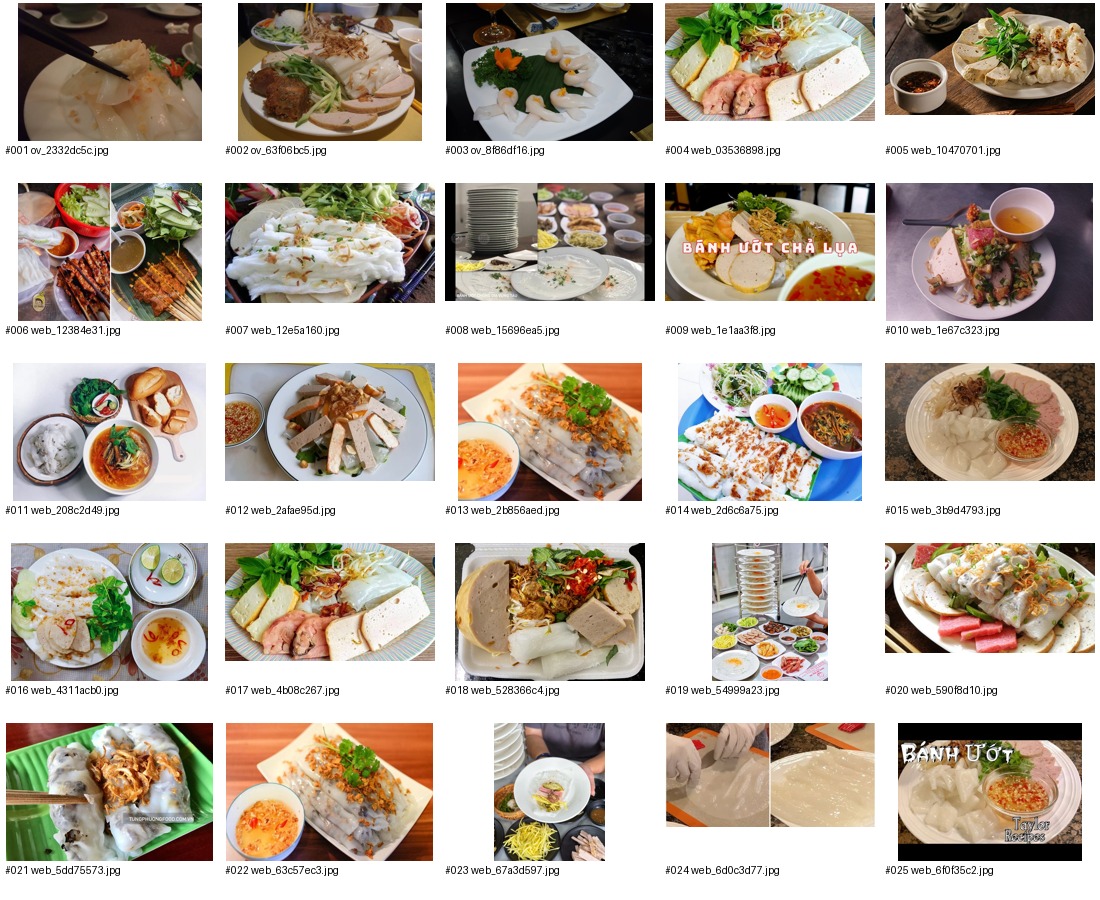 #001 ov_2332dc5c.jpg
#002 ov_63f06bc5.jpg
#003 ov_8f86df16.jpg
#004 web_03536898.jpg
#005 web_10470701.jpg
#006 web_12384e31.jpg
#007 web_12e5a160.jpg
#008 web_15696ea5.jpg
BÁNH ƯỚT CHẢ LỤA
#009 web_1e1aa3f8.jpg
#010 web_1e67c323.jpg
#011 web_208c2d49.jpg
#012 web_2afae95d.jpg
#013 web_2b856aed.jpg
#014 web_2d6c6a75.jpg
#015 web_3b9d4793.jpg
#016 web_4311acb0.jpg
#017 web_4b08c267.jpg
#018 web_528366c4.jpg
#019 web_54999a23.jpg
#020 web_590f8d10.jpg
TUNGPHUONGFOOD.COM.VN
#021 web_5dd75573.jpg
#022 web_63c57ec3.jpg
#023 web_67a3d597.jpg
#024 web_6d0c3d77.jpg
BÁNH ƯỚT
Taylor
Recipes
#025 web_6f0f35c2.jpg